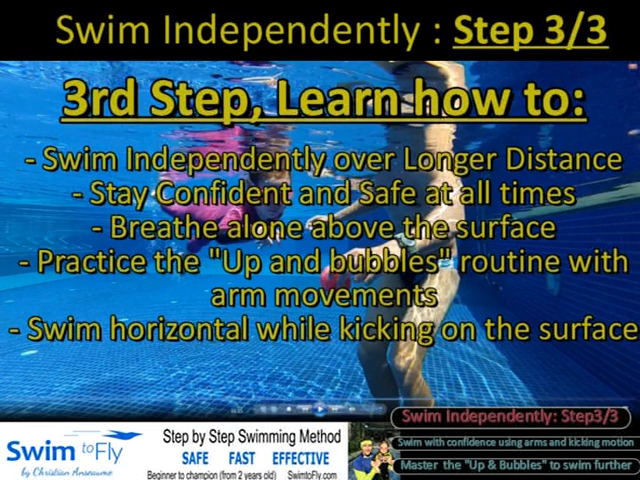 Swim Independently : Step 3/3
3rd Step, Learn how to:
- Swim Independently over Longer Distance
- Stay Confident and Safe at all times
- Breathe alone above the surface
- Practice the "Up and bubbles" routine with
arm movements
- Swim horizontal while kicking on the surface
Swim to Fly
by Christian Anseaume
Step by Step Swimming Method
SAFE FAST EFFECTIVE
Beginner to champion (from 2 years old) SwimtoFly.com
Swim Independently: Step3/3
Swim with confidence using arms and kicking motion
Master the "Up & Bubbles" to swim further